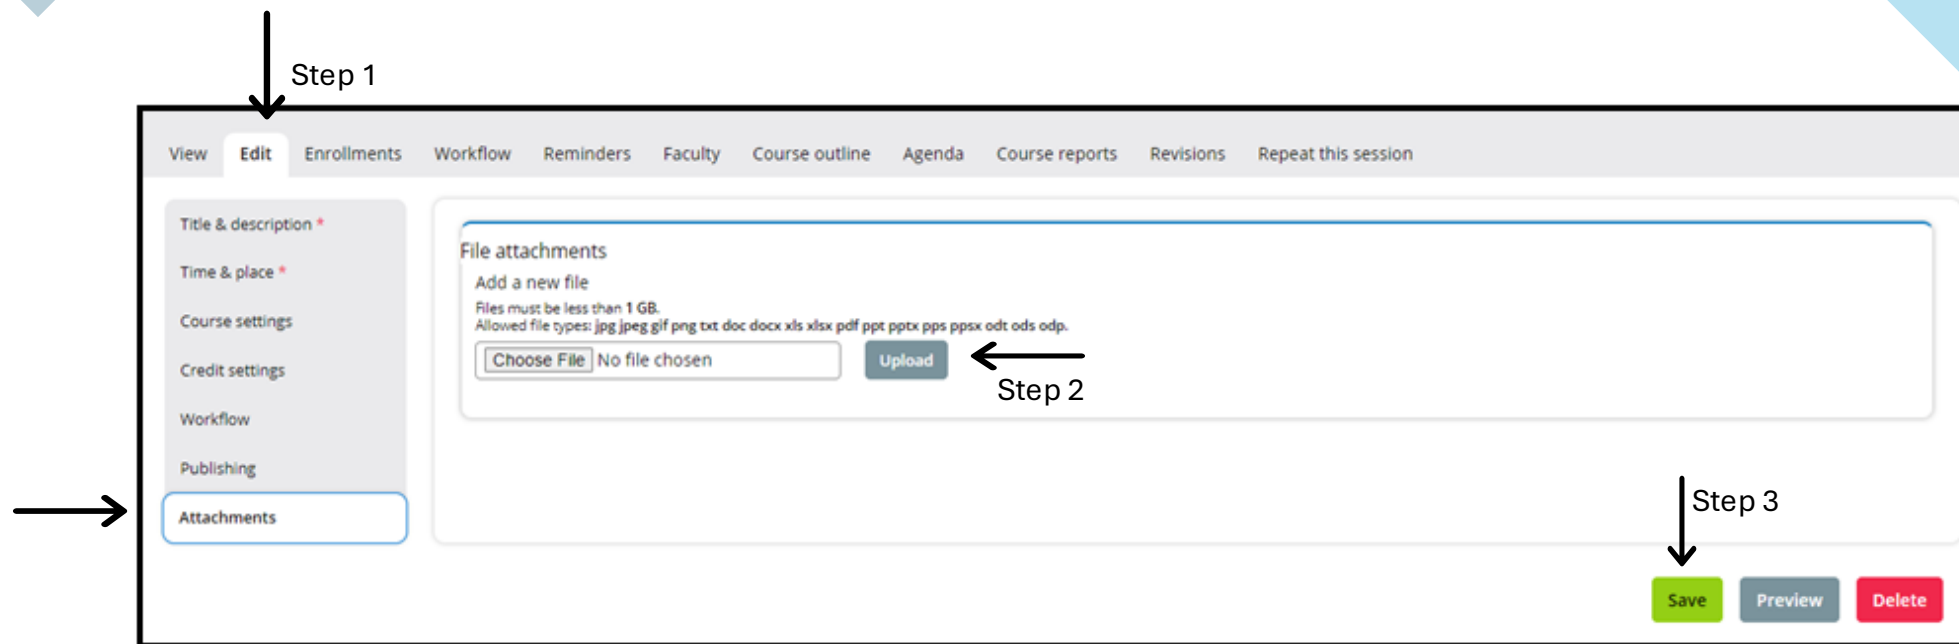 Step 1
View Edit Enrollments Workflow Reminders Faculty Course outline Agenda Course reports Revisions Repeat this session
Title & description *
Time & place *
Course settings
Credit settings
Workflow
Publishing
Attachments
File attachments
Add a new file
Files must be less than 1 GB.
Allowed file types: jpg jpeg gif png txt doc docx xls xlsx pdf ppt pptx pps ppsx odt ods odp.
Choose File No file chosen Upload
Step 2
Step 3
Save Preview Delete